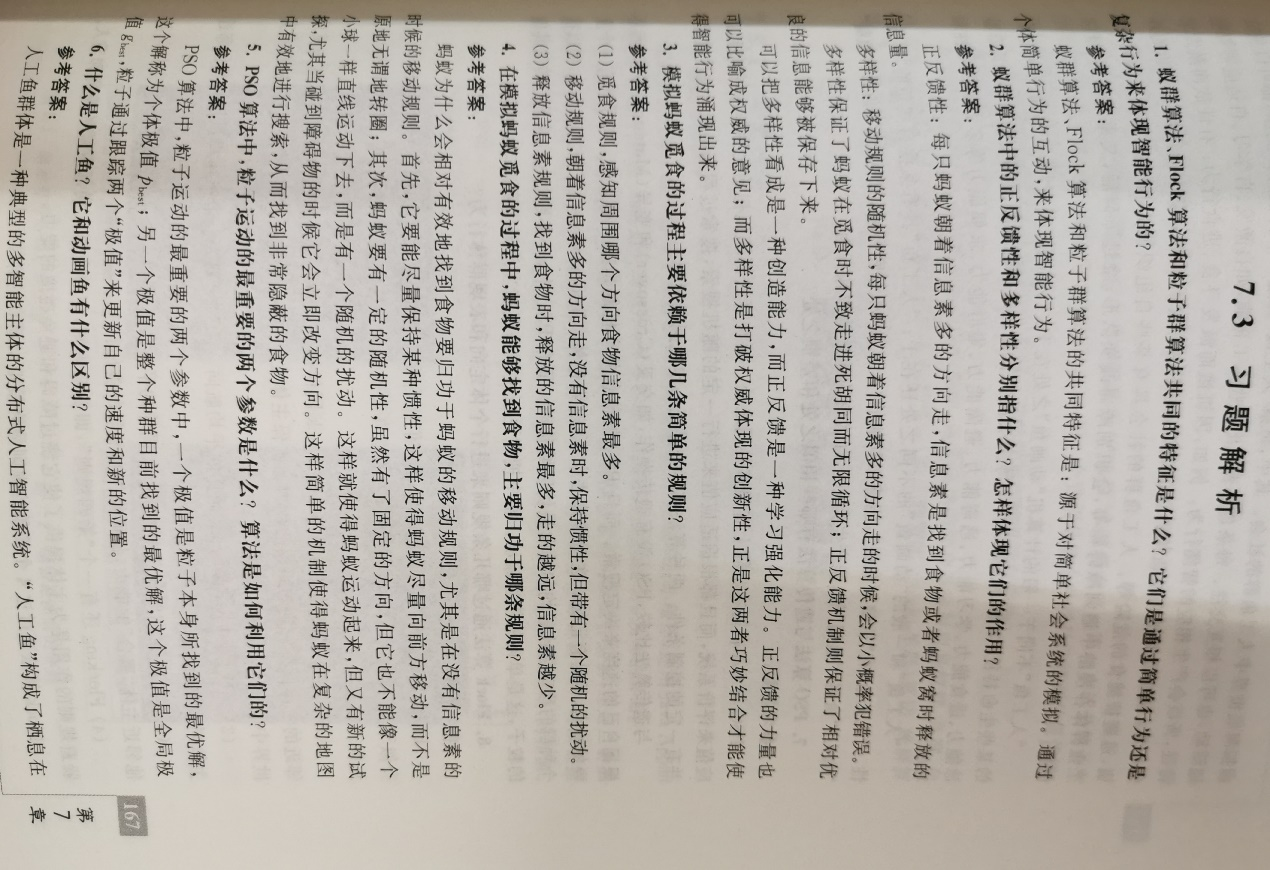 7.3 习题解析
1. 蚁群算法、Flock 算法和粒子群算法共同的特征是什么？它们是通过简单行为还是
复杂行为来体现智能行为的？
参考答案：
蚁群算法、Flock 算法和粒子群算法的共同特征是：源于对简单社会系统的模拟。通过
个体简单行为的互动，来体现智能行为。
2. 蚁群算法中的正反馈性和多样性分别指什么？怎样体现它们的作用？
参考答案：
正反馈性：每只蚂蚁朝着信息素多的方向走，信息素是找到食物或者蚂蚁窝时释放的
信息量。
多样性：移动规则的随机性，每只蚂蚁朝着信息素多的方向走的时候，会以小概率犯错误。
多样性保证了蚂蚁在觅食时不致走进死胡同而无限循环；正反馈机制则保证了相对优
良的信息能够被保存下来。
可以把多样性看成是一种创造能力，而正反馈是一种学习强化能力。正反馈的力量也
可以比喻成权威的意见；而多样性是打破权威体现的创新性，正是这两者巧妙结合才能使
得智能行为涌现出来。
3. 模拟蚂蚁觅食的过程主要依赖于哪几条简单的规则？
参考答案：
（1）觅食规则，感知周围哪个方向食物信息素最多。
（2）移动规则，朝着信息素多的方向走，没有信息素时，保持惯性，但带有一个随机的扰动。
（3）释放信息素规则，找到食物时，释放的信息素最多，走的越远，信息素越少。
4. 在模拟蚂蚁觅食的过程中，蚂蚁能够找到食物，主要归功于哪条规则？
参考答案：
蚂蚁为什么会相对有效地找到食物要归功于蚂蚁的移动规则，尤其是在没有信息素的
时候的移动规则。首先，它要能尽量保持某种惯性，这样使得蚂蚁尽量向前方移动，而不是
原地无谓地转圈；其次，蚂蚁要有一定的随机性，虽然有了固定的方向，但它也不能像一个
小球一样直线运动下去，而是有一个随机的扰动。这样就使得蚂蚁运动起来，但又有新的试
探，尤其当碰到障碍物的时候它会立即改变方向。这样简单的机制使得蚂蚁在复杂的地图
中有效地进行搜索，从而找到非常隐蔽的食物。
5. PSO 算法中，粒子运动的最重要的两个参数是什么？算法是如何利用它们的？
参考答案：
PSO 算法中，粒子运动的最重要的两个参数中，一个极值是粒子本身所找到的最优解，
这个解称为个体极值 pbest；另一个极值是整个种群目前找到的最优解，这个极值是全局极
值 gbest，粒子通过跟踪两个“极值”来更新自己的速度和新的位置。
6. 什么是人工鱼？它和动画鱼有什么区别？
参考答案：
人工鱼群体是一种典型的多智能主体的分布式人工智能系统。“人工鱼”构成了栖息在
167
第
7
章